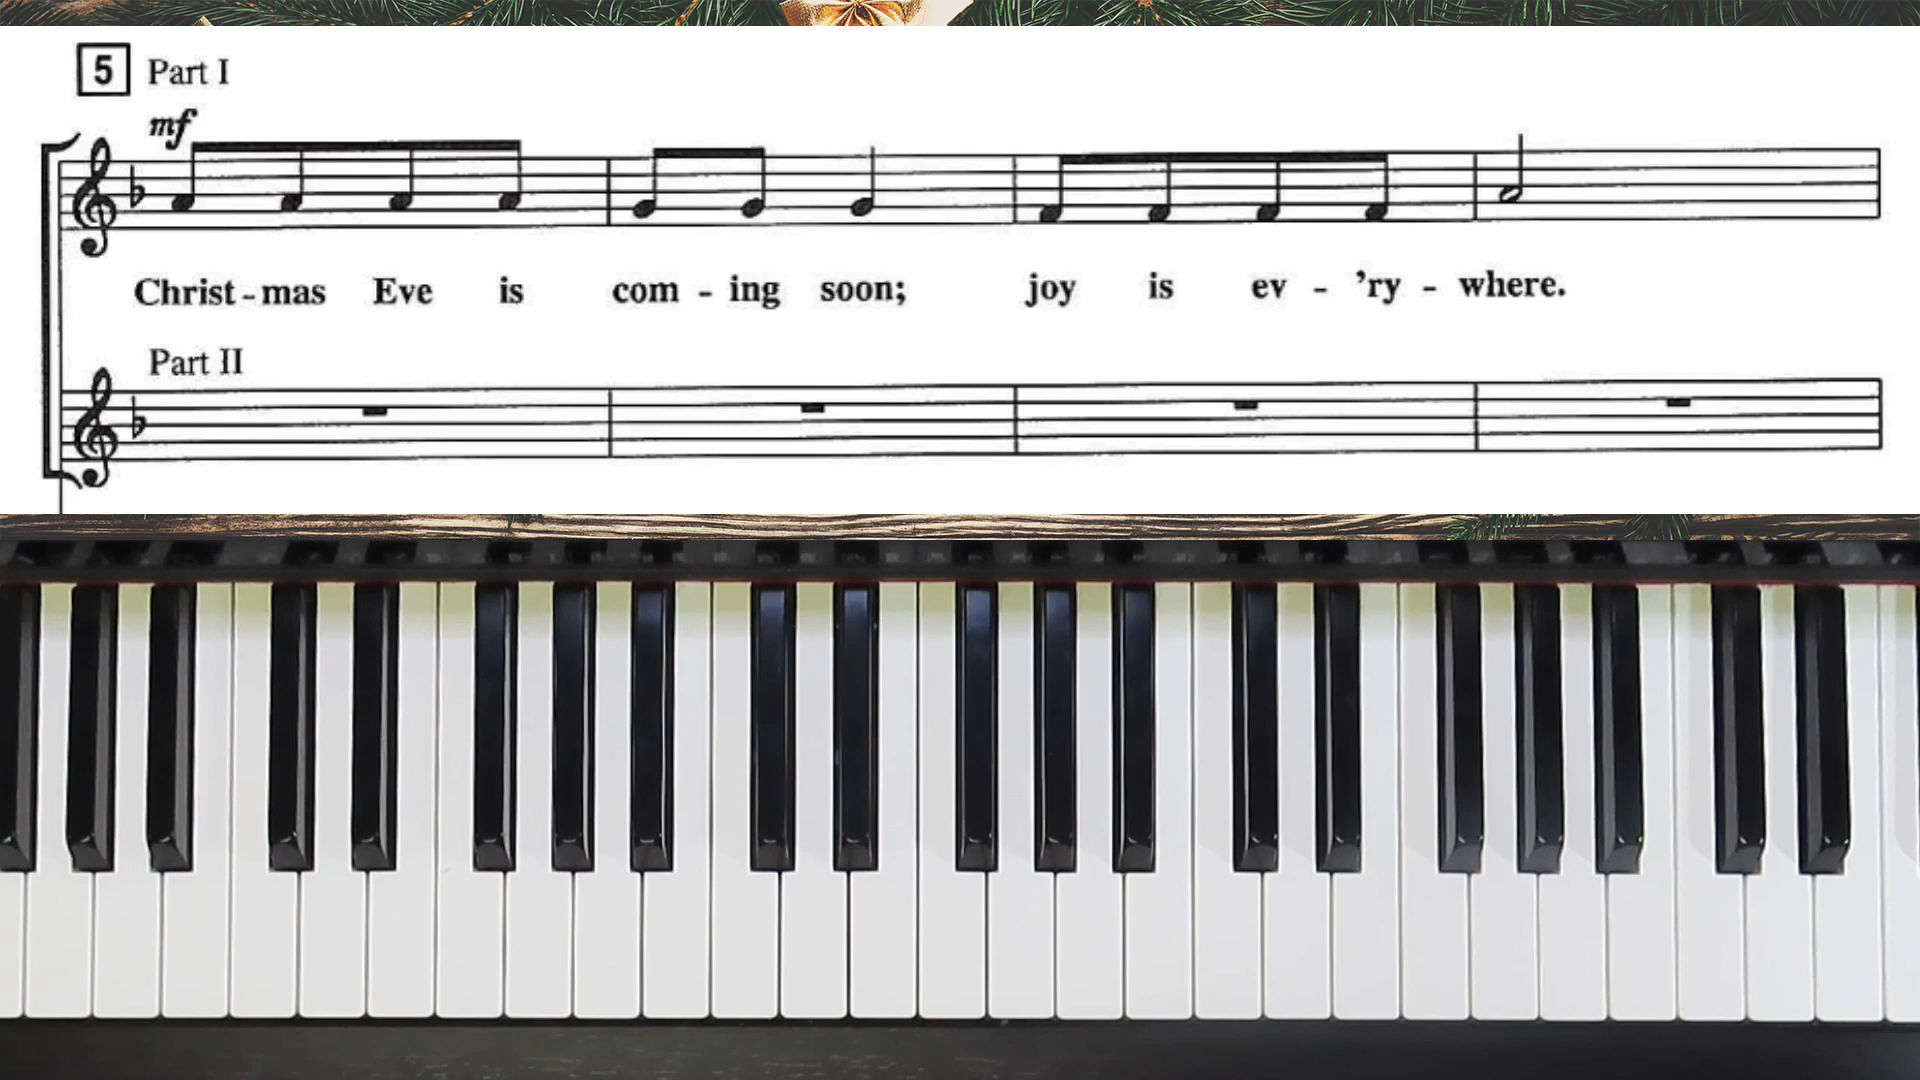 5 Part I
mf
Christ - mas Eve is com - ing soon; joy is ev - 'ry - where.
Part II